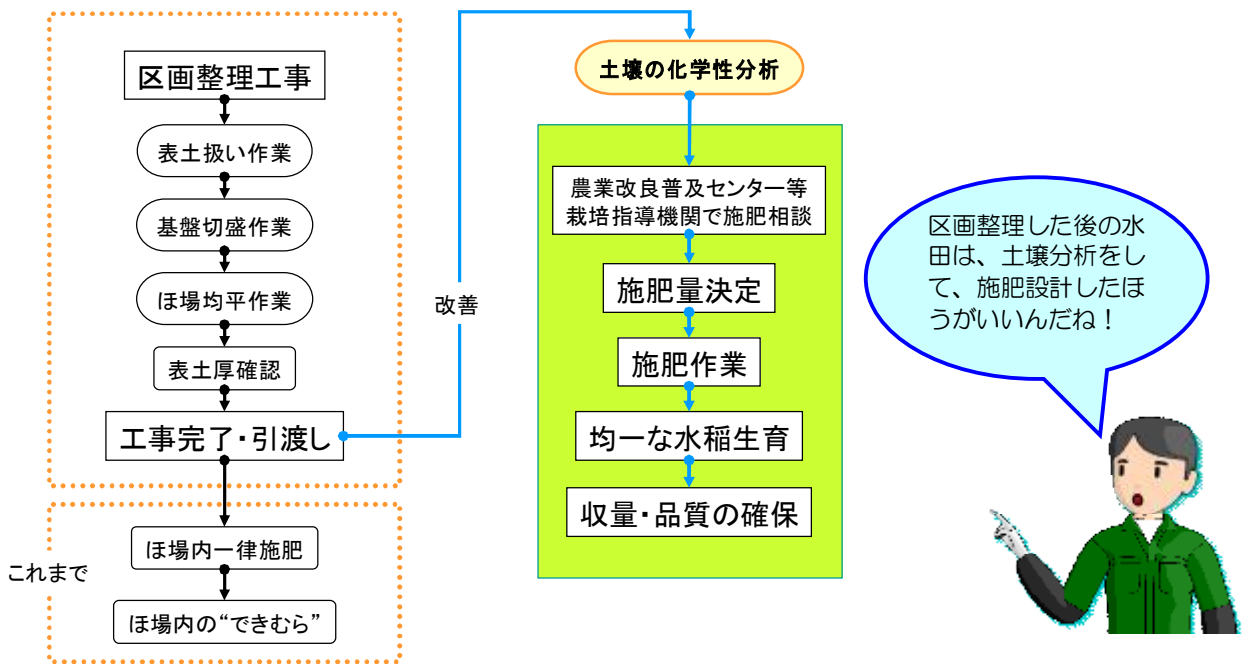 区画整理工事
表土扱い作業
基盤切盛作業
ほ場均平作業
表土厚確認
工事完了・引渡し
これまで
ほ場内一律施肥
ほ場内の“できむら”
改善
土壌の化学性分析
農業改良普及センター等
栽培指導機関で施肥相談
施肥量決定
施肥作業
均一な水稲生育
収量・品質の確保
区画整理した後の水
田は、土壌分析をし
て、施肥設計したほ
うがいいんだね！